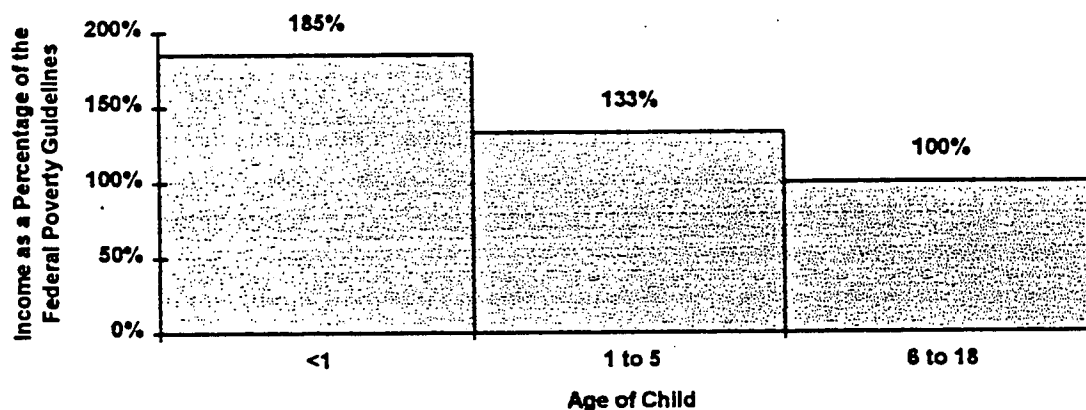 Income as a Percentage of the
Federal Poverty Guidelines
200%
150%
100%
50%
0%
185%
133%
100%
<1
1 to 5
6 to 18
Age of Child